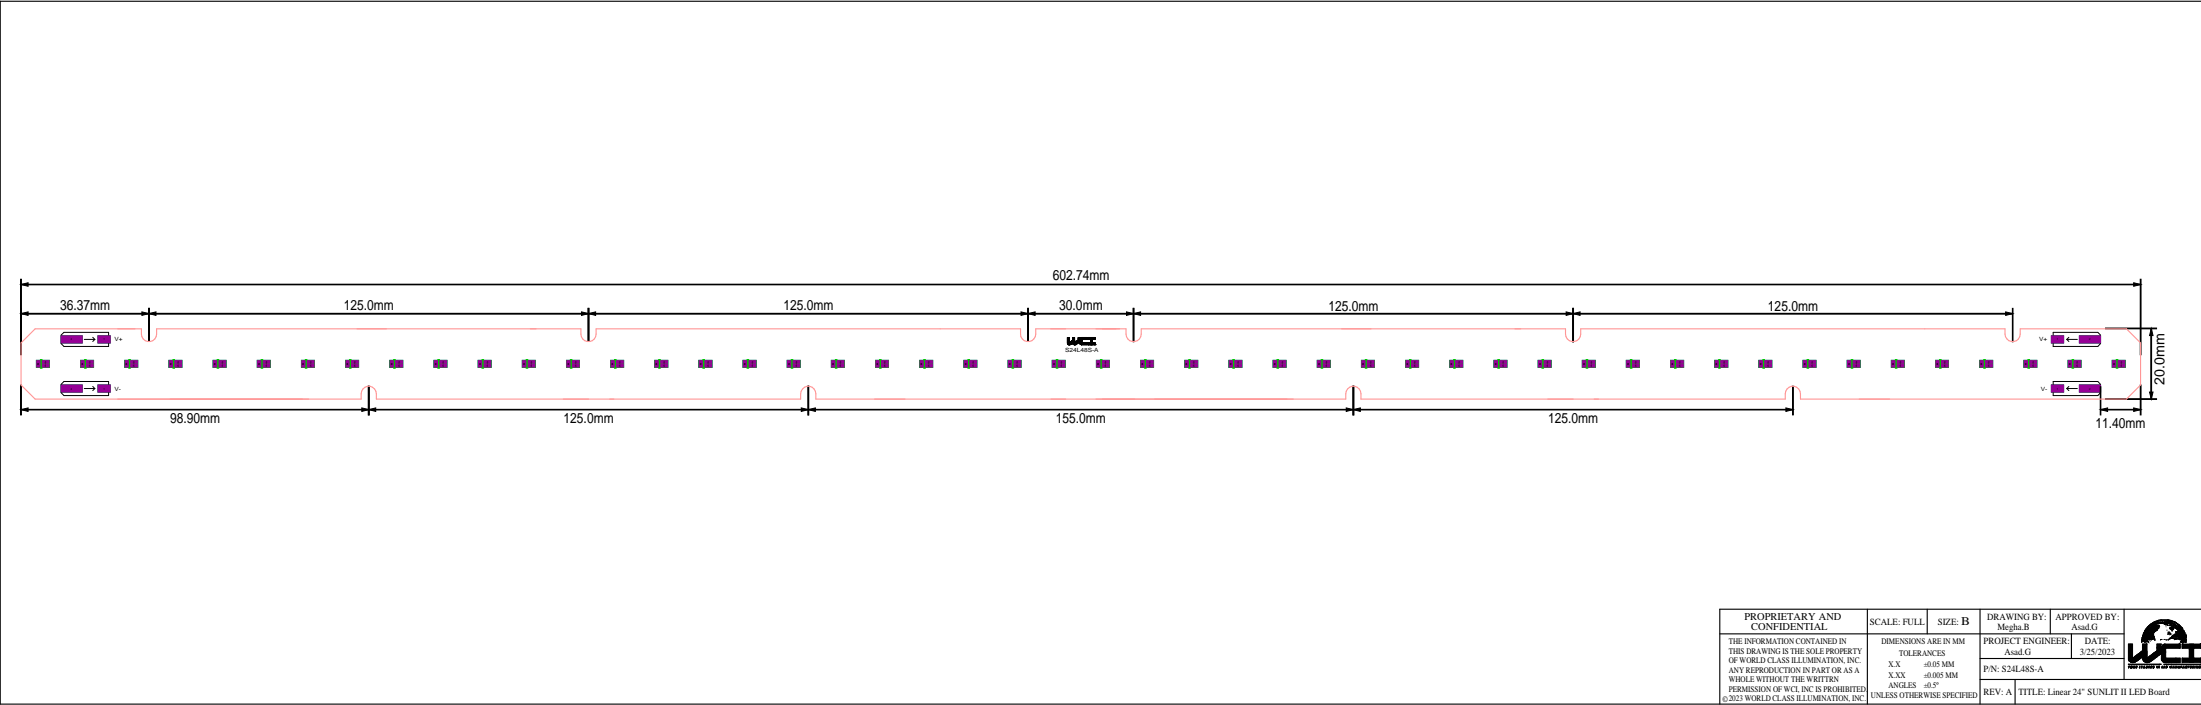 602.74mm
36.37mm 125.0mm 125.0mm 30.0mm 125.0mm 125.0mm
V+ V+
WCI
S24L48S-A
20.0mm
V- V-
98.90mm 125.0mm 155.0mm 125.0mm 11.40mm
PROPRIETARY AND
CONFIDENTIAL
THE INFORMATION CONTAINED IN
THIS DRAWING IS THE SOLE PROPERTY
OF WORLD CLASS ILLUMINATION, INC.
ANY REPRODUCTION IN PART OR AS A
WHOLE WITHOUT THE WRITTRN
PERMISSION OF WCI, INC IS PROHIBITED
©2023 WORLD CLASS ILLUMINATION, INC.
SCALE: FULL
SIZE: B
DIMENSIONS ARE IN MM
TOLERANCES
X.X ±0.05 MM
X.XX ±0.005 MM
ANGLES ±0.5°
UNLESS OTHERWISE SPECIFIED
DRAWING BY:
Megha.B
APPROVED BY:
Asad.G
PROJECT ENGINEER:
Asad.G
DATE:
3/25/2023
P/N: S24L48S-A
REV: A
TITLE: Linear 24" SUNLIT II LED Board
WCI